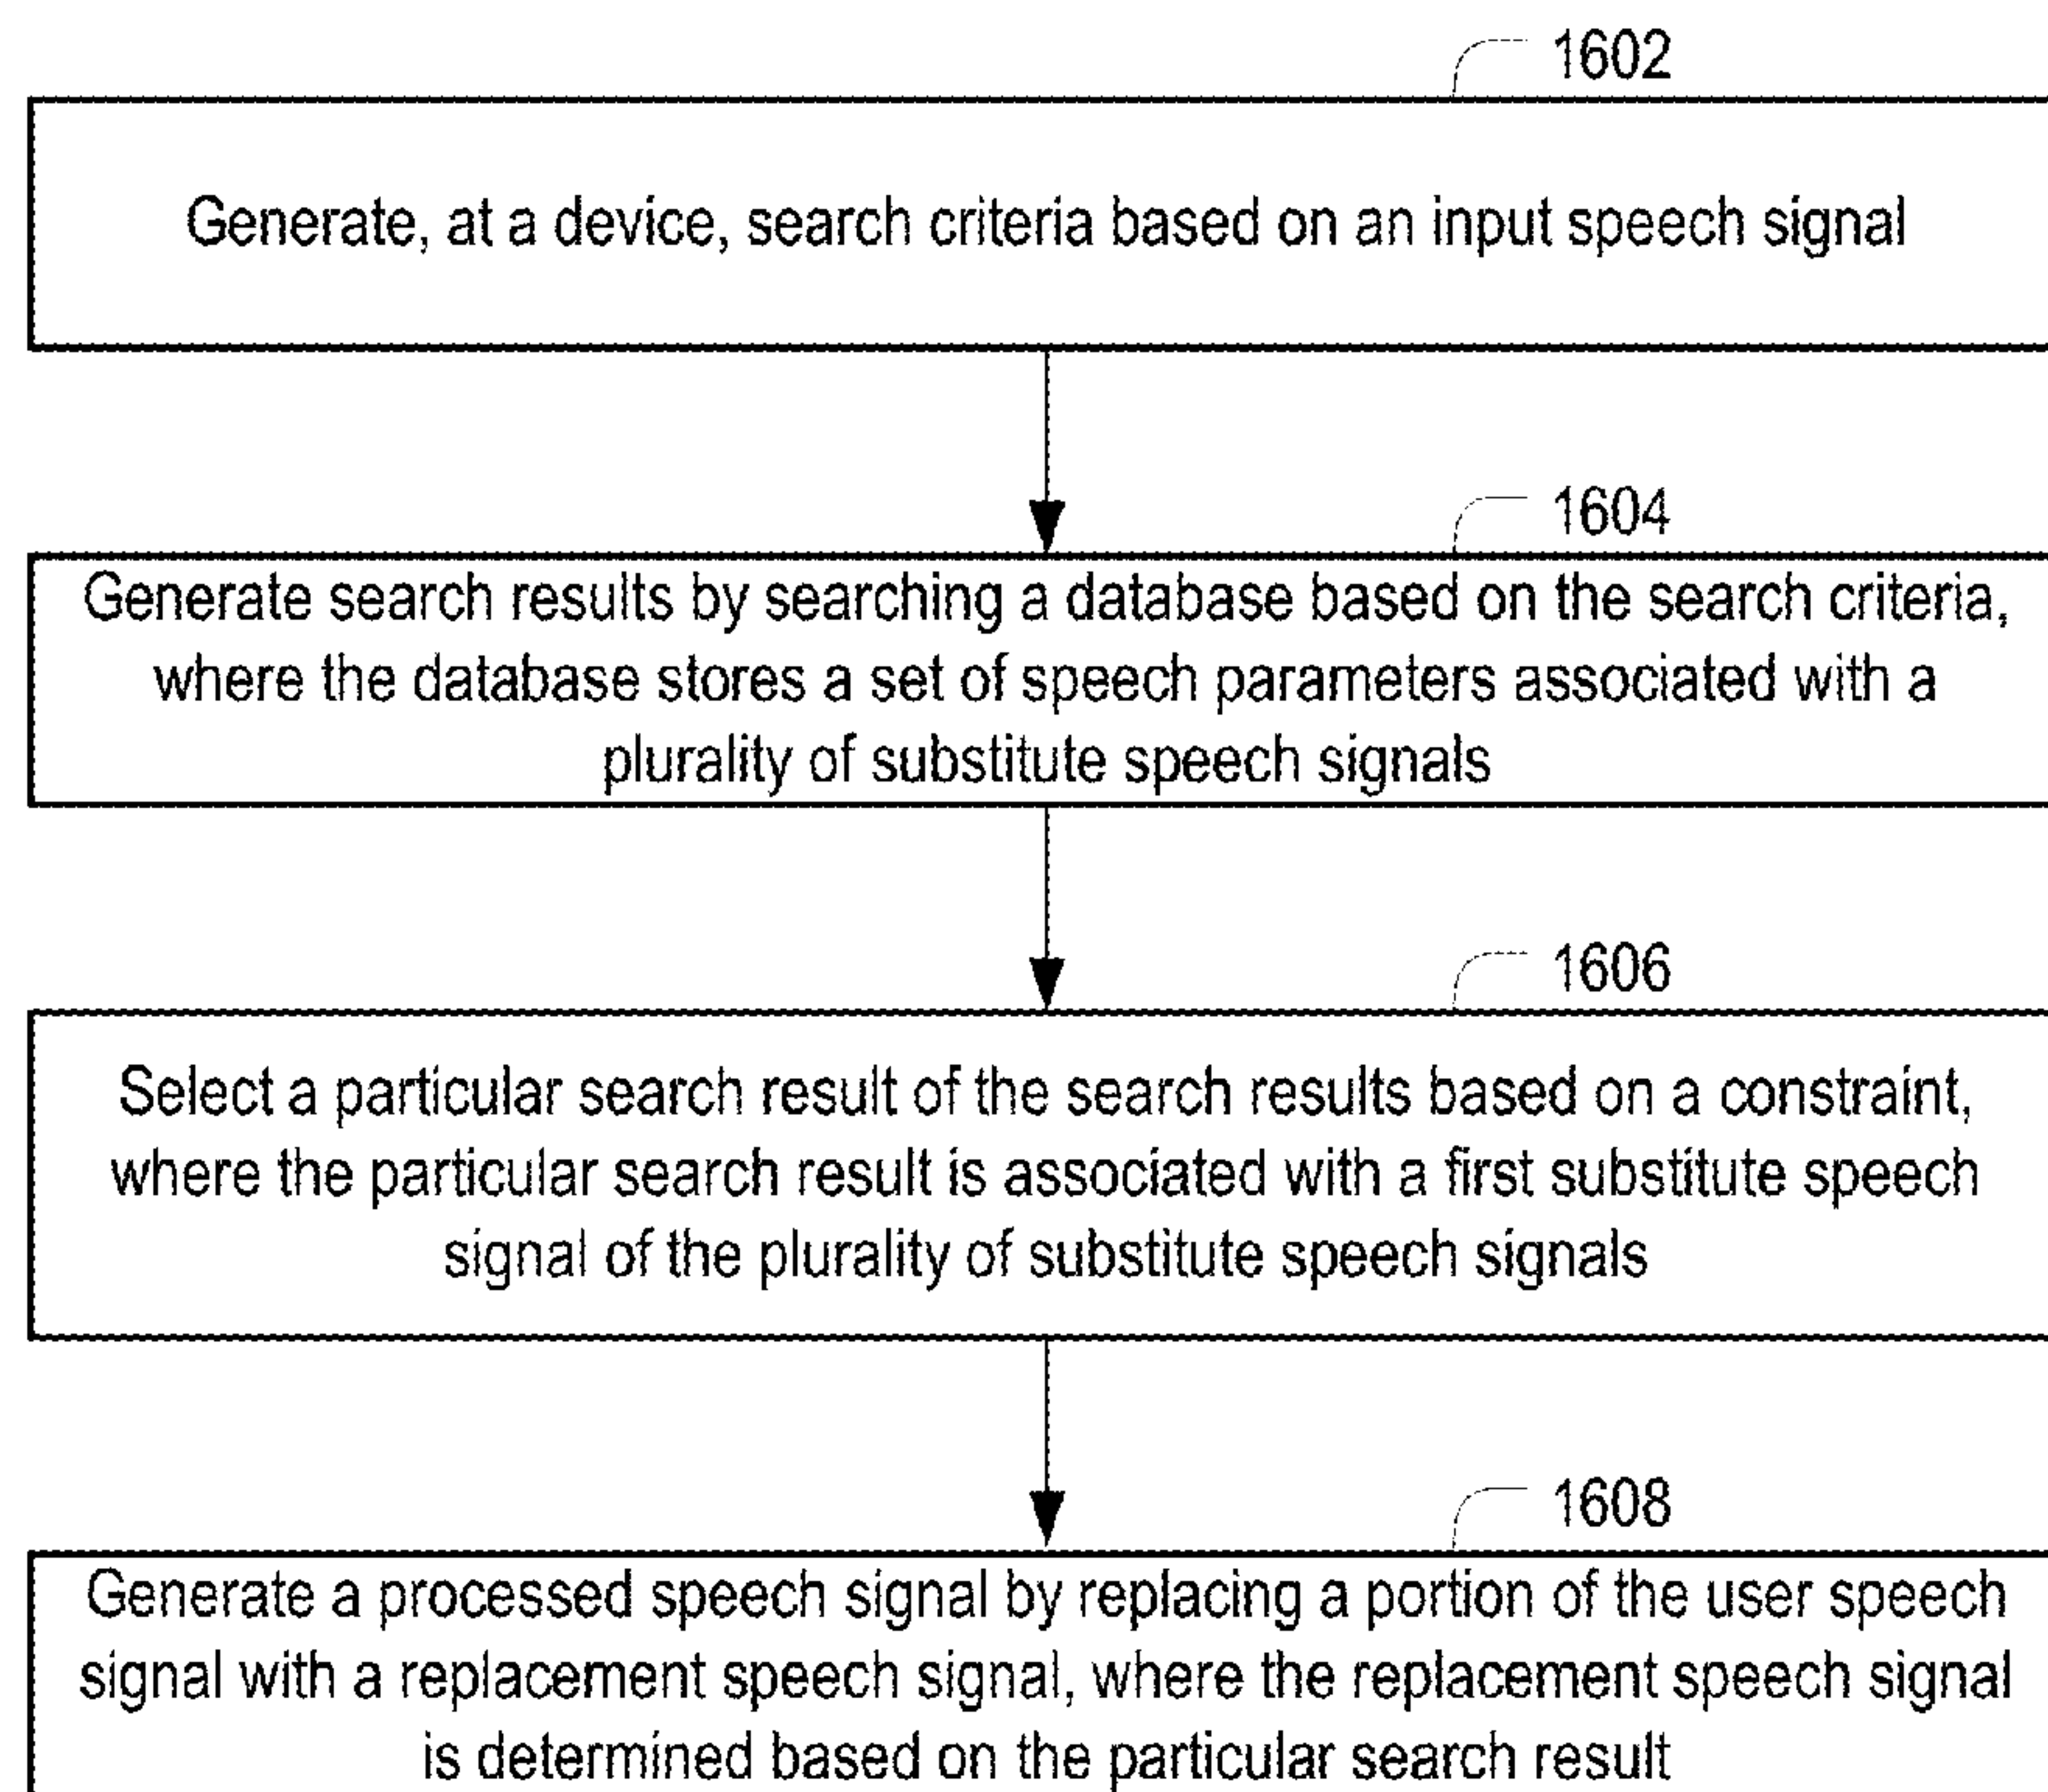 1602
Generate, at a device, search criteria based on an input speech signal
1604
Generate search results by searching a database based on the search criteria,
where the database stores a set of speech parameters associated with a
plurality of substitute speech signals
1606
Select a particular search result of the search results based on a constraint,
where the particular search result is associated with a first substitute speech
signal of the plurality of substitute speech signals
1608
Generate a processed speech signal by replacing a portion of the user speech
signal with a replacement speech signal, where the replacement speech signal
is determined based on the particular search result